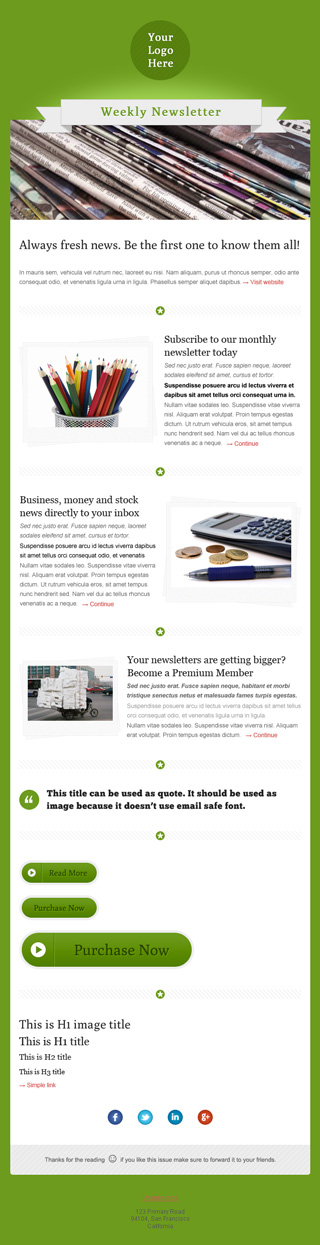 Your
Logo
Here
Weekly Newsletter
Always fresh news. Be the first one to know them all!
In mauris sem, vehicula vel rutrum nec, laoreet eu nisi. Nam aliquam, purus ut rhoncus semper, odio ante
consequat odio, et venenatis ligula urna in ligula. Phasellus semper aliquet dapibus. → Visit website
Subscribe to our monthly
newsletter today
Sed nec justo erat. Fusce sapien neque, laoreet
sodales eleifend sit amet, cursus et tortor.
Suspendisse posuere arcu id lectus viverra et
dapibus sit amet tellus orci consequat urna in.
Nullam vitae sodales leo. Suspendisse vitae viverra
nisl. Aliquam erat volutpat. Proin tempus egestas
dictum. Ut rutrum vehicula eros, sit amet tempus
nunc hendrerit sed. Nam vel dui ac tellus rhoncus
venenatis ac a neque. → Continue
Business, money and stock
news directly to your inbox
Sed nec justo erat. Fusce sapien neque, laoreet
sodales eleifend sit amet, cursus et tortor.
Suspendisse posuere arcu id lectus viverra dapibus
sit amet tellus orci odio, et venenatis
Nullam vitae sodales leo. Suspendisse vitae viverra
nisl. Aliquam erat volutpat. Proin tempus egestas
dictum. Ut rutrum vehicula eros, sit amet tempus
nunc hendrerit sed. Nam vel dui ac tellus rhoncus
venenatis ac a neque. → Continue
Your newsletters are getting bigger?
Become a Premium Member
Sed nec justo erat. Fusce sapien neque, habitant et morbi
tristique senectus netus et malesuada fames turpis egestas.
Suspendisse posuere arcu id lectus viverra dapibus sit amet tellus
orci consequat odio, et venenatis ligula urna in ligula.
Nullam vitae sodales leo. Suspendisse vitae viverra nisl. Aliquam
erat volutpat. Proin tempus egestas dictum. → Continue
This title can be used as quote. It should be used as
image because it doesn't use email safe font.
Read More
Purchase Now
Purchase Now
This is H1 image title
This is H1 title
This is H2 title
This is H3 title
→ Simple link
Thanks for the reading ☺ if you like this issue make sure to forward it to your friends.
123 Primary Road
94104, San Francisco
California